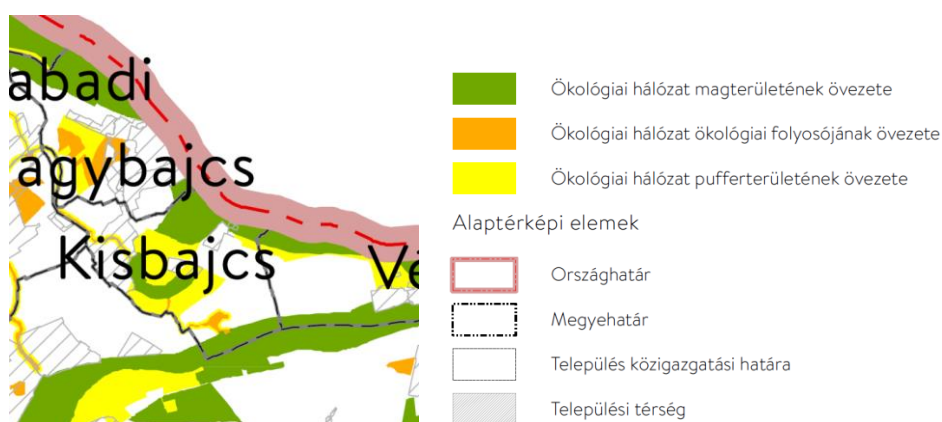 abadi
agybajcs
Kisbajcs
Vé
Ökológiai hálózat magterületének övezete
Ökológiai hálózat ökológiai folyosójának övezete
Ökológiai hálózat pufferterületének övezete
Alaptérképi elemek
Országhatár
Megyehatár
Település közigazgatási határa
Települési térség